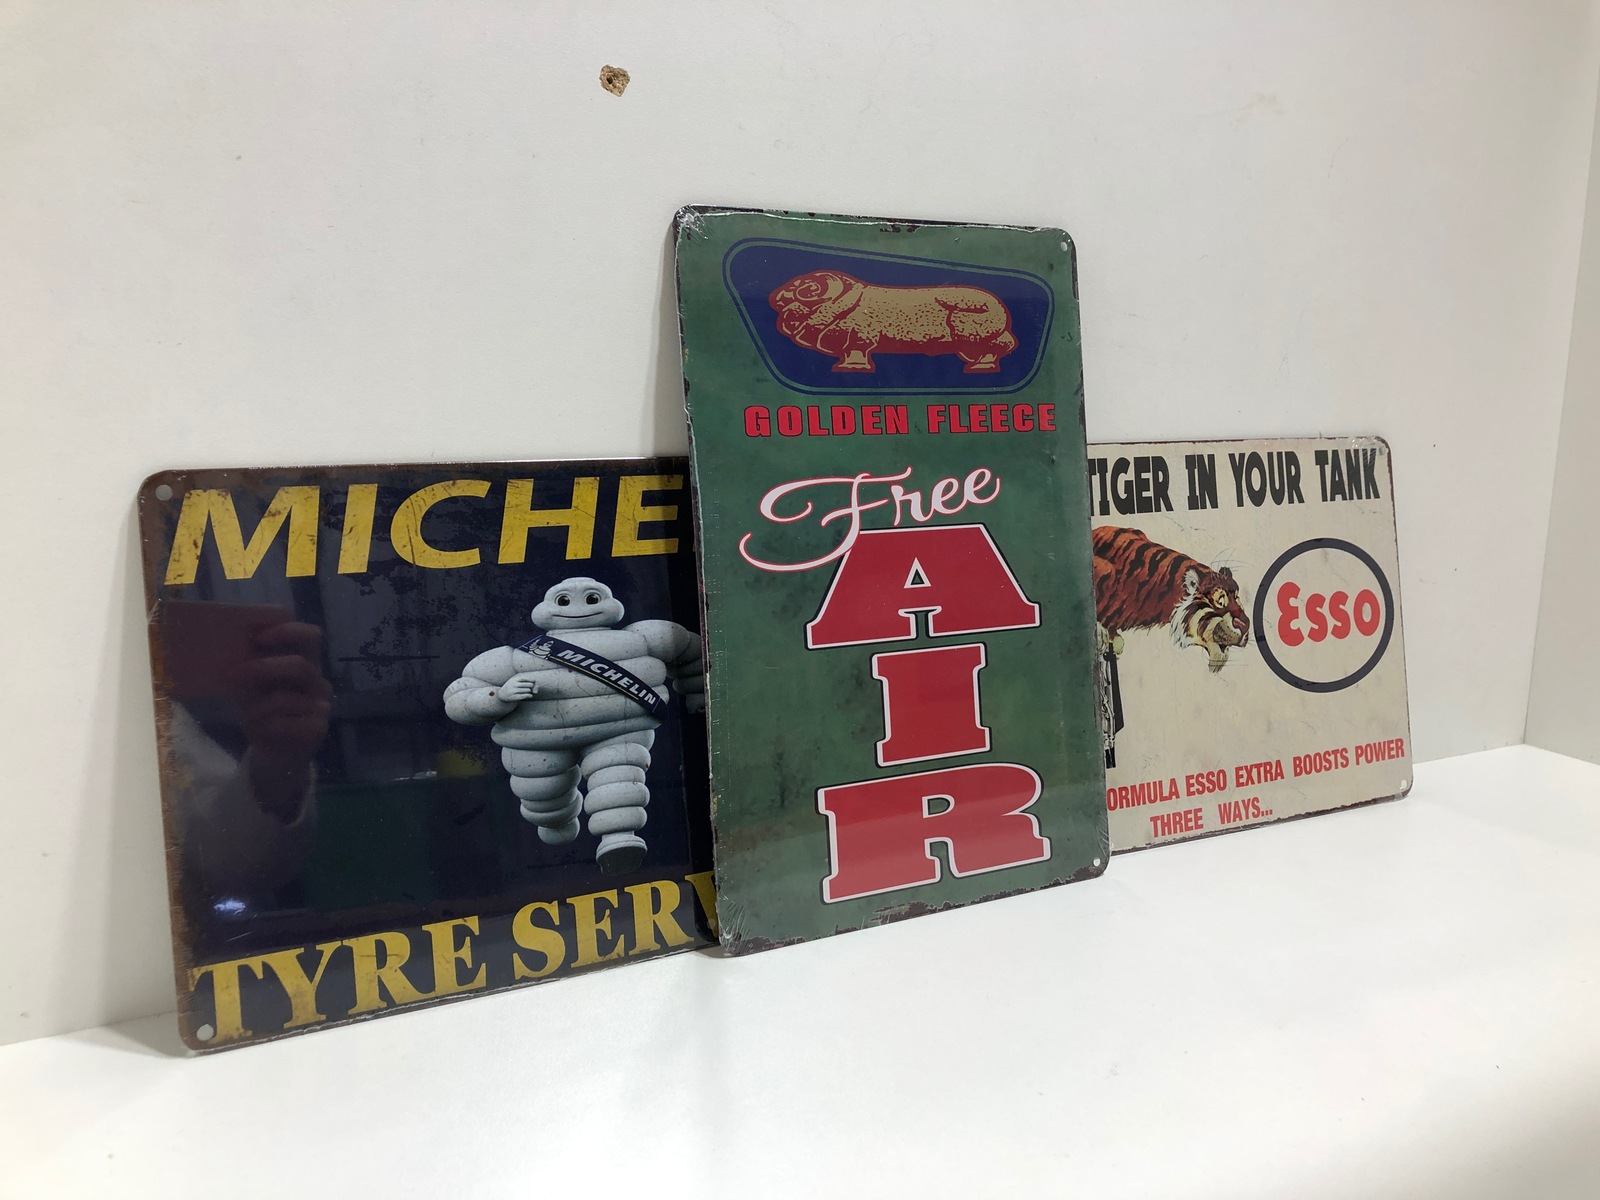 MICHE
MICHELIN
TYRE SERV
GOLDEN FLEECE
Free
AIR
TIGER IN YOUR TANK
Esso
ORMULA ESSO EXTRA BOOSTS POWER
THREE WAYS...